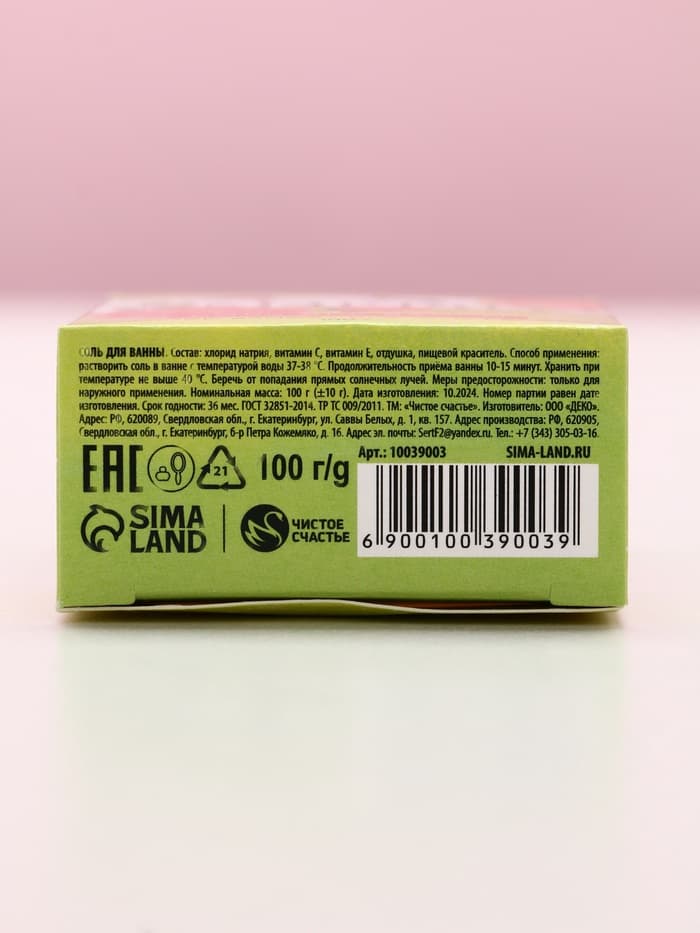 СОЛЬ ДЛЯ ВАННЫ. Состав: хлорид натрия, витамин С, витамин Е, отдушка, пищевой краситель. Способ применения:
растворить соль в ванне с температурой воды 37-38 °С. Продолжительность приема ванны 10-15 минут. Хранить при
температуре не выше 40 °С. Беречь от попадания прямых солнечных лучей. Меры предосторожности: только для
наружного применения. Номинальная масса: 100 г (±10 г). Дата изготовления: 10.2024. Номер партии равен дате
изготовления. Срок годности: 36 мес. ГОСТ 32851-2014. ТР ТС 009/2011. ТМ: «Чистое счастье». Изготовитель: ООО «ДЕКО».
Адрес: РФ, 620089, Свердловская обл., г. Екатеринбург, ул. Саввы Белых, д. 1, кв. 157. Адрес производства: РФ, 620905,
Свердловская обл., г. Екатеринбург, б-р Петра Кожемяко, д. 16. Адрес эл. почты: SertF2@yandex.ru. Тел.: +7 (343) 305-03-16.
ЕАС 21 100 г/g
Арт.: 10039003 SIMA-LAND.RU
SIMA
LAND
ЧИСТОЕ
СЧАСТЬЕ
6 900100 390039